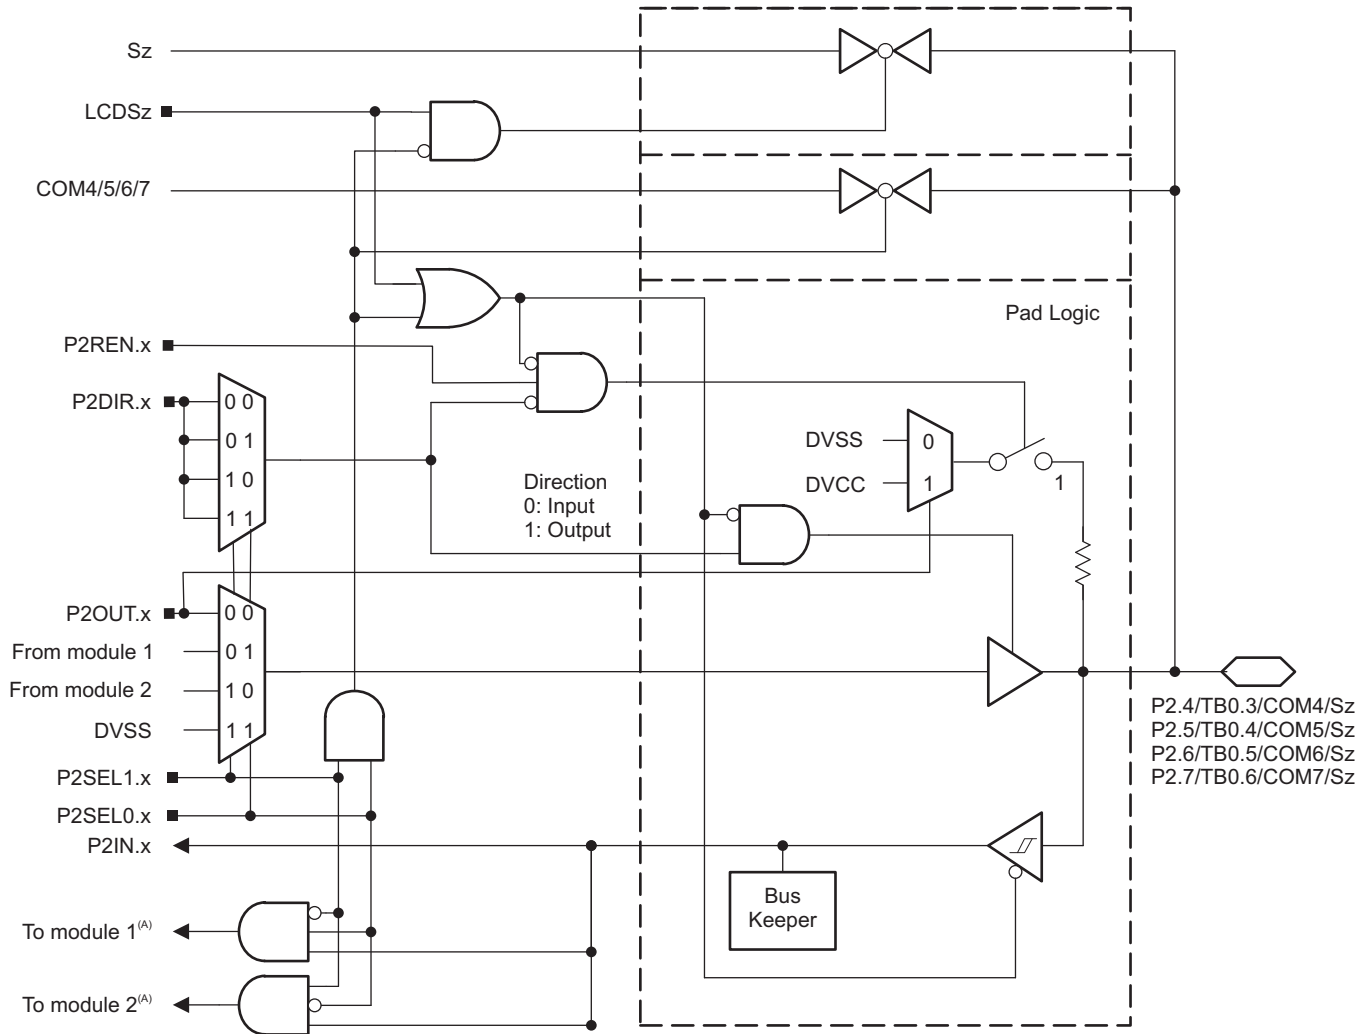 Sz
LCDSz
COM4/5/6/7
Pad Logic
P2REN.x
P2DIR.x
0 0
0 1
1 0
1 1
Direction
0: Input
1: Output
DVSS
DVCC
0
1
1
P2OUT.x
From module 1
From module 2
DVSS
0 0
0 1
1 0
1 1
P2SEL1.x
P2SEL0.x
P2IN.x
P2.4/TB0.3/COM4/Sz
P2.5/TB0.4/COM5/Sz
P2.6/TB0.5/COM6/Sz
P2.7/TB0.6/COM7/Sz
Bus
Keeper
To module 1(A)
To module 2(A)